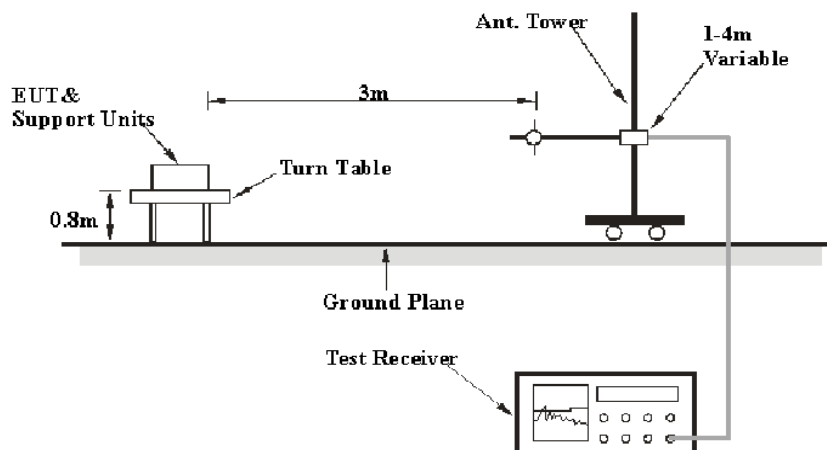 Ant. Tower
1-4m
Variable
3m
EUT&
Support Units
Turn Table
0.8m
Ground Plane
Test Receiver